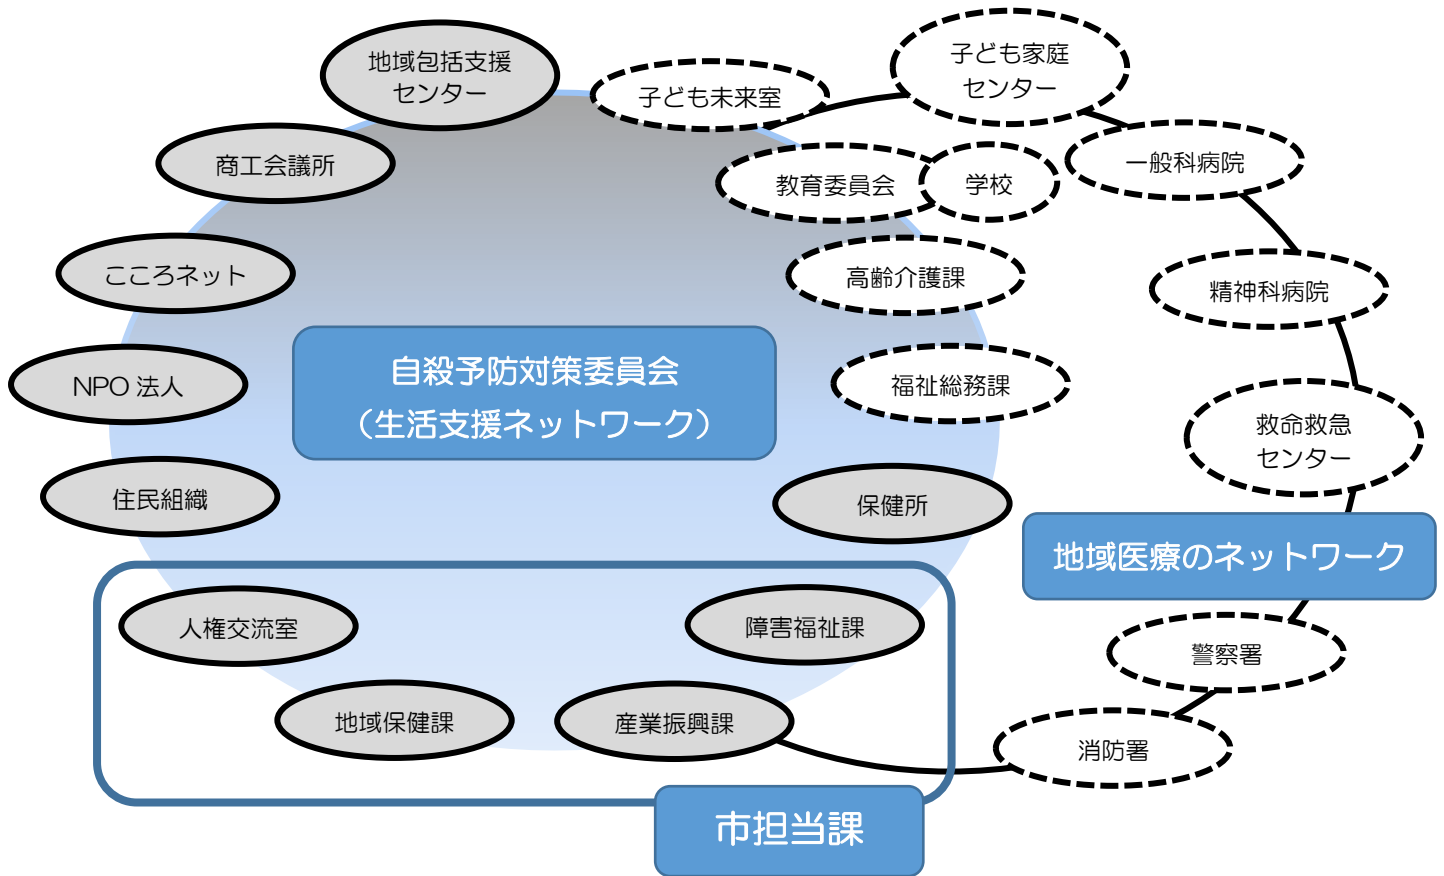 地域包括支援
センター
子ども未来室
子ども家庭
センター
商工会議所
教育委員会
学校
一般科病院
こころネット
高齢介護課
精神科病院
NPO 法人
自殺予防対策委員会
（生活支援ネットワーク）
福祉総務課
救命救急
センター
住民組織
保健所
地域医療のネットワーク
人権交流室
障害福祉課
警察署
地域保健課
産業振興課
消防署
市担当課